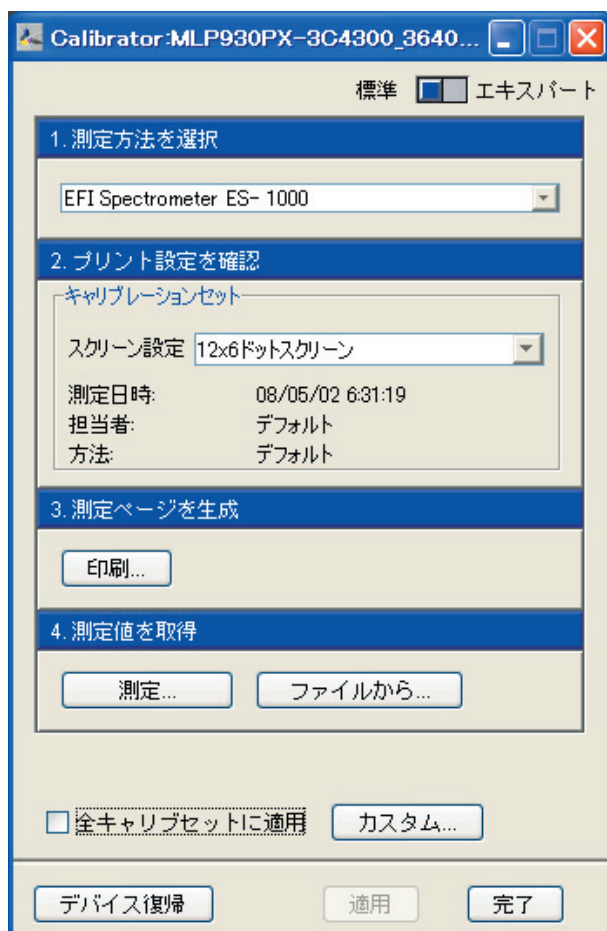 Calibrator:MLP930PX-3C4300_3640...
標準 エキスパート
1.測定方法を選択
EFI Spectrometer ES- 1000
2.プリント設定を確認
キャリブレーションセット
スクリーン設定 12x6ドットスクリーン
測定日時: 08/05/02 6:31:19
担当者: デフォルト
方法: デフォルト
3.測定ページを生成
印刷...
4.測定値を取得
測定... ファイルから...
全キャリブセットに適用 カスタム...
デバイス復帰 適用 完了